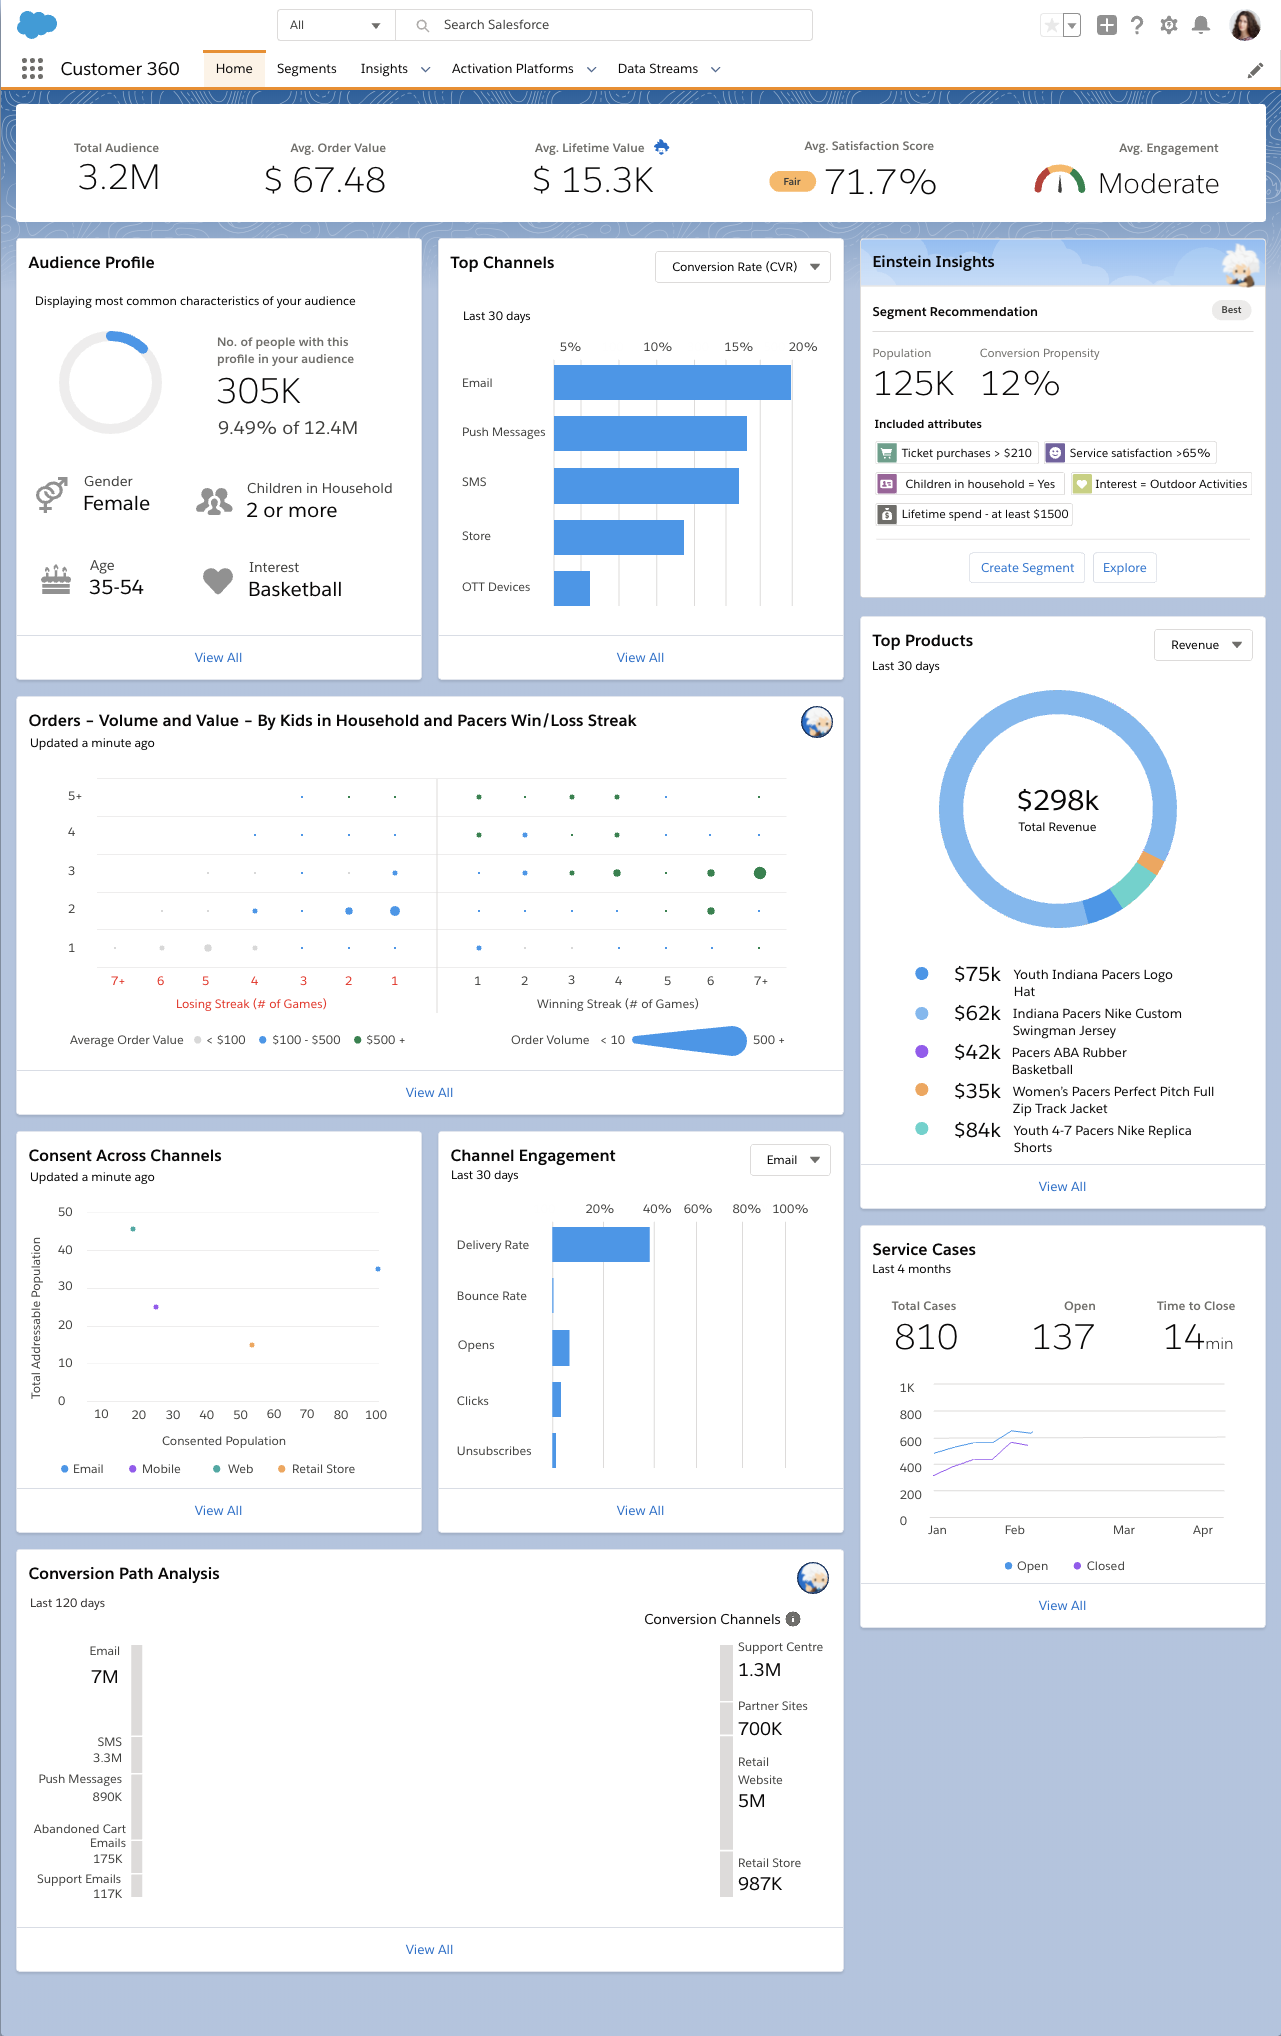 All
Search Salesforce
Customer 360
Home
Segments
Insights
Activation Platforms
Data Streams
Total Audience
3.2M
Avg. Order Value
$ 67.48
Avg. Lifetime Value
$ 15.3K
Avg. Satisfaction Score
Fair
71.7%
Avg. Engagement
Moderate
Audience Profile
Displaying most common characteristics of your audience
No. of people with this
profile in your audience
305K
9.49% of 12.4M
Gender
Female
Children in Household
2 or more
Age
35-54
Interest
Basketball
View All
Top Channels
Conversion Rate (CVR)
Last 30 days
5% 10% 15% 20%
Email
Push Messages
SMS
Store
OTT Devices
View All
Einstein Insights
Segment Recommendation
Best
Population
125K
Conversion Propensity
12%
Included attributes
Ticket purchases > $210
Service satisfaction >65%
Children in household = Yes
Interest = Outdoor Activities
Lifetime spend - at least $1500
Create Segment
Explore
Top Products
Revenue
Last 30 days
$298k
Total Revenue
$75k Youth Indiana Pacers Logo
Hat
$62k Indiana Pacers Nike Custom
Swingman Jersey
$42k Pacers ABA Rubber
Basketball
$35k Women's Pacers Perfect Pitch Full
Zip Track Jacket
$84k Youth 4-7 Pacers Nike Replica
Shorts
View All
Orders – Volume and Value – By Kids in Household and Pacers Win/Loss Streak
Updated a minute ago
5+
4
3
2
1
7+ 6 5 4 3 2 1 1 2 3 4 5 6 7+
Losing Streak (# of Games)
Winning Streak (# of Games)
Average Order Value < $100 $100 - $500 $500 +
Order Volume < 10 500 +
View All
Consent Across Channels
Updated a minute ago
Total Addressable Population
50
40
30
20
10
0
10 20 30 40 50 60 70 80 100
Consented Population
Email Mobile Web Retail Store
View All
Channel Engagement
Email
Last 30 days
20% 40% 60% 80% 100%
Delivery Rate
Bounce Rate
Opens
Clicks
Unsubscribes
View All
Service Cases
Last 4 months
Total Cases
810
Open
137
Time to Close
14min
1K
800
600
400
200
0
Jan Feb Mar Apr
Open Closed
View All
Conversion Path Analysis
Last 120 days
Conversion Channels
Email
7M
SMS
3.3M
Push Messages
890K
Abandoned Cart
Emails
175K
Support Emails
117K
Support Centre
1.3M
Partner Sites
700K
Retail
Website
5M
Retail Store
987K
View All